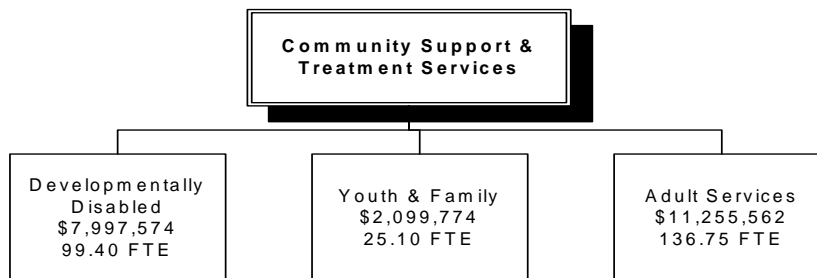 Community Support &
Treatment Services
Developmentally
Disabled
$7,997,574
99.40 FTE
Youth & Family
$2,099,774
25.10 FTE
Adult Services
$11,255,562
136.75 FTE